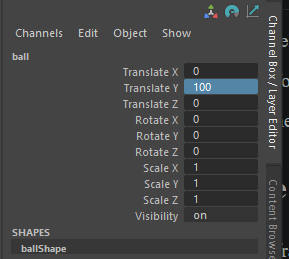 Channels Edit Object Show
ball
Translate X 0
Translate Y 100
Translate Z 0
Rotate X 0
Rotate Y 0
Rotate Z 0
Scale X 1
Scale Y 1
Scale Z 1
Visibility on
SHAPES
ballShape
Channel Box / Layer Editor
Content Browse